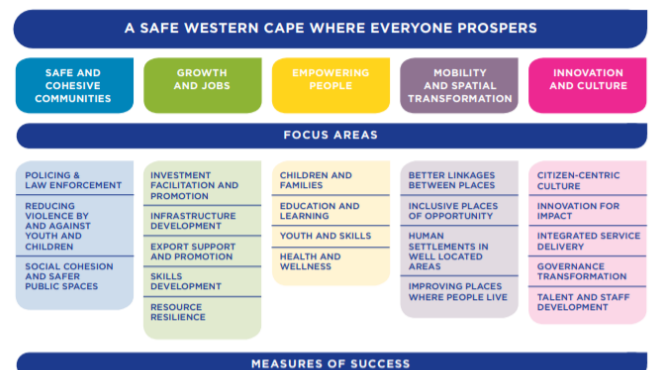 A SAFE WESTERN CAPE WHERE EVERYONE PROSPERS
SAFE AND
COHESIVE
COMMUNITIES
GROWTH
AND JOBS
EMPOWERING
PEOPLE
MOBILITY
AND SPATIAL
TRANSFORMATION
INNOVATION
AND CULTURE
FOCUS AREAS
POLICING &
LAW ENFORCEMENT
REDUCING
VIOLENCE BY
AND AGAINST
YOUTH AND
CHILDREN
SOCIAL COHESION
AND SAFER
PUBLIC SPACES
INVESTMENT
FACILITATION AND
PROMOTION
INFRASTRUCTURE
DEVELOPMENT
EXPORT SUPPORT
AND PROMOTION
SKILLS
DEVELOPMENT
RESOURCE
RESILIENCE
CHILDREN AND
FAMILIES
EDUCATION AND
LEARNING
YOUTH AND SKILLS
HEALTH AND
WELLNESS
BETTER LINKAGES
BETWEEN PLACES
INCLUSIVE PLACES
OF OPPORTUNITY
HUMAN
SETTLEMENTS IN
WELL LOCATED
AREAS
IMPROVING PLACES
WHERE PEOPLE LIVE
CITIZEN-CENTRIC
CULTURE
INNOVATION FOR
IMPACT
INTEGRATED SERVICE
DELIVERY
GOVERNANCE
TRANSFORMATION
TALENT AND STAFF
DEVELOPMENT
MEASURES OF SUCCESS